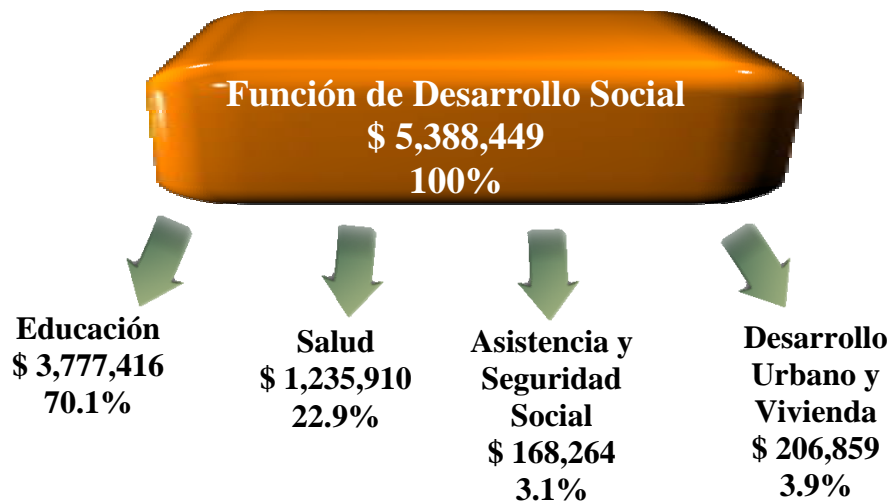 Función de Desarrollo Social
$ 5,388,449
100%
Educación
$ 3,777,416
70.1%
Salud
$ 1,235,910
22.9%
Asistencia y
Seguridad
Social
$ 168,264
3.1%
Desarrollo
Urbano y
Vivienda
$ 206,859
3.9%